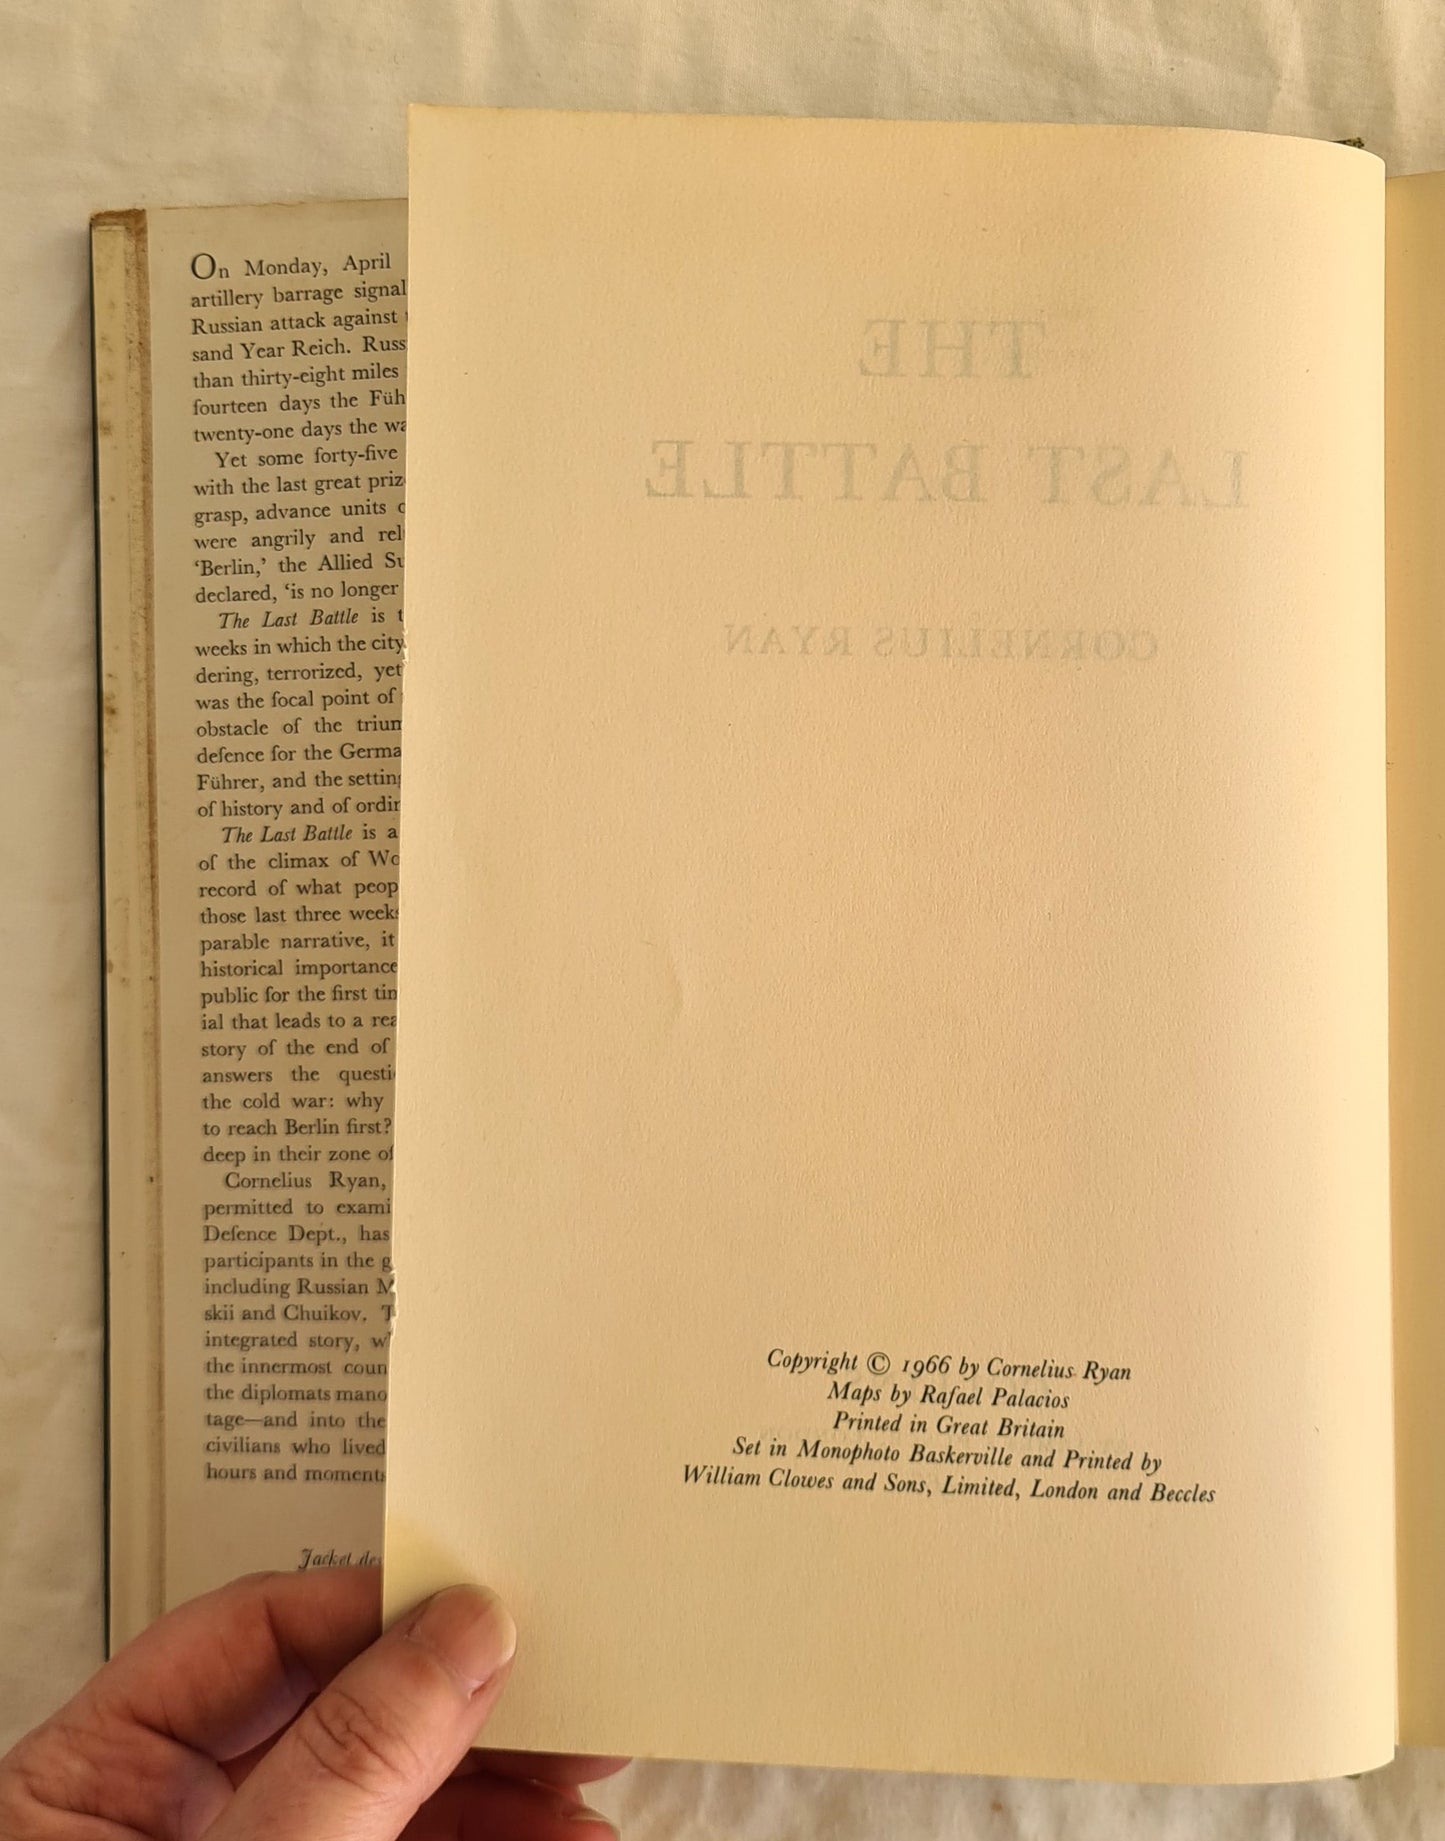 On Monday, April
artillery barrage signal
Russian attack against
sand Year Reich. Russ
than thirty-eight miles
fourteen days the Füh
twenty-one days the wa
Yet some forty-five
with the last great priz
grasp, advance units
were angrily and rel
‘Berlin,’ the Allied Su
declared, ‘is no longer
The Last Battle is t
weeks in which the city
dering, terrorized, yet
was the focal point of
obstacle of the trium
defence for the Germa
Führer, and the setting
of history and of ordin
The Last Battle is a
of the climax of Wo
record of what peop
those last three weeks
parable narrative, it
historical importance
public for the first tim
ial that leads to a rea
story of the end of
answers the questi
the cold war: why
to reach Berlin first?
deep in their zone of
Cornelius Ryan,
permitted to exami
Defence Dept., has
participants in the g
including Russian M
skii and Chuikov. T
integrated story, w
the innermost coun
the diplomats mano
tage—and into the
civilians who lived
hours and moments
Jacket des
THE
LAST BATTLE
CORNELIUS RYAN
Copyright © 1966 by Cornelius Ryan
Maps by Rafael Palacios
Printed in Great Britain
Set in Monophoto Baskerville and Printed by
William Clowes and Sons, Limited, London and Beccles